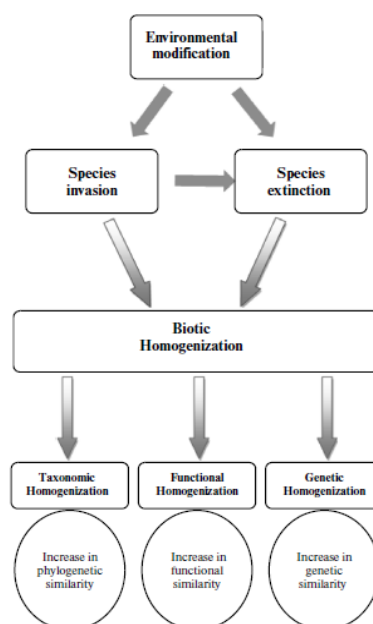 Environmental
modification
Species
invasion
Species
extinction
Biotic
Homogenization
Taxonomic
Homogenization
Functional
Homogenization
Genetic
Homogenization
Increase in
phylogenetic
similarity
Increase in
functional
similarity
Increase in
genetic
similarity